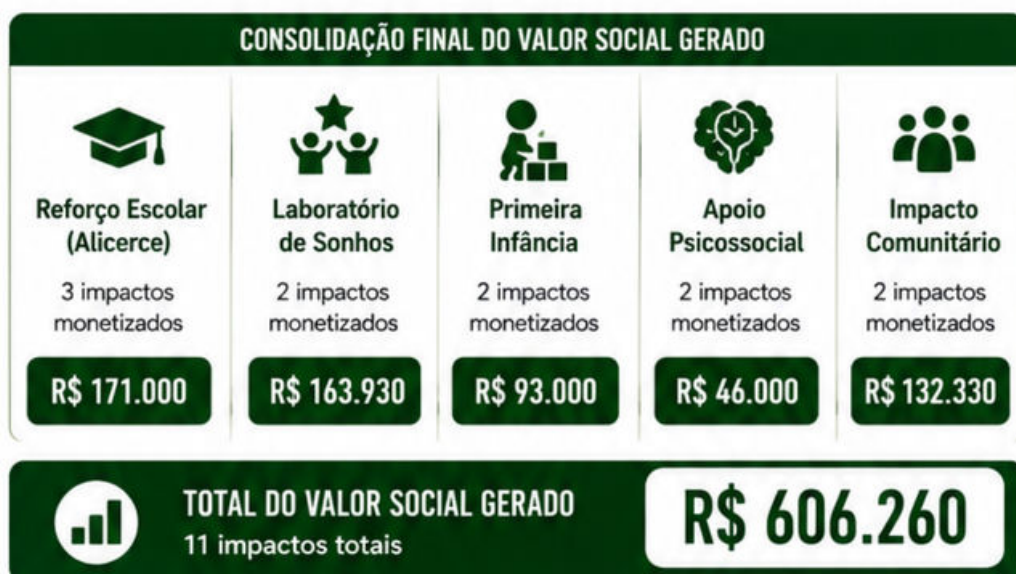 CONSOLIDAÇÃO FINAL DO VALOR SOCIAL GERADO
Reforço Escolar
(Alicerce)
3 impactos
monetizados
R$ 171.000
Laboratório
de Sonhos
2 impactos
monetizados
R$ 163.930
Primeira
Infância
2 impactos
monetizados
R$ 93.000
Apoio
Psicossocial
2 impactos
monetizados
R$ 46.000
Impacto
Comunitário
2 impactos
monetizados
R$ 132.330
TOTAL DO VALOR SOCIAL GERADO
11 impactos totais
R$ 606.260